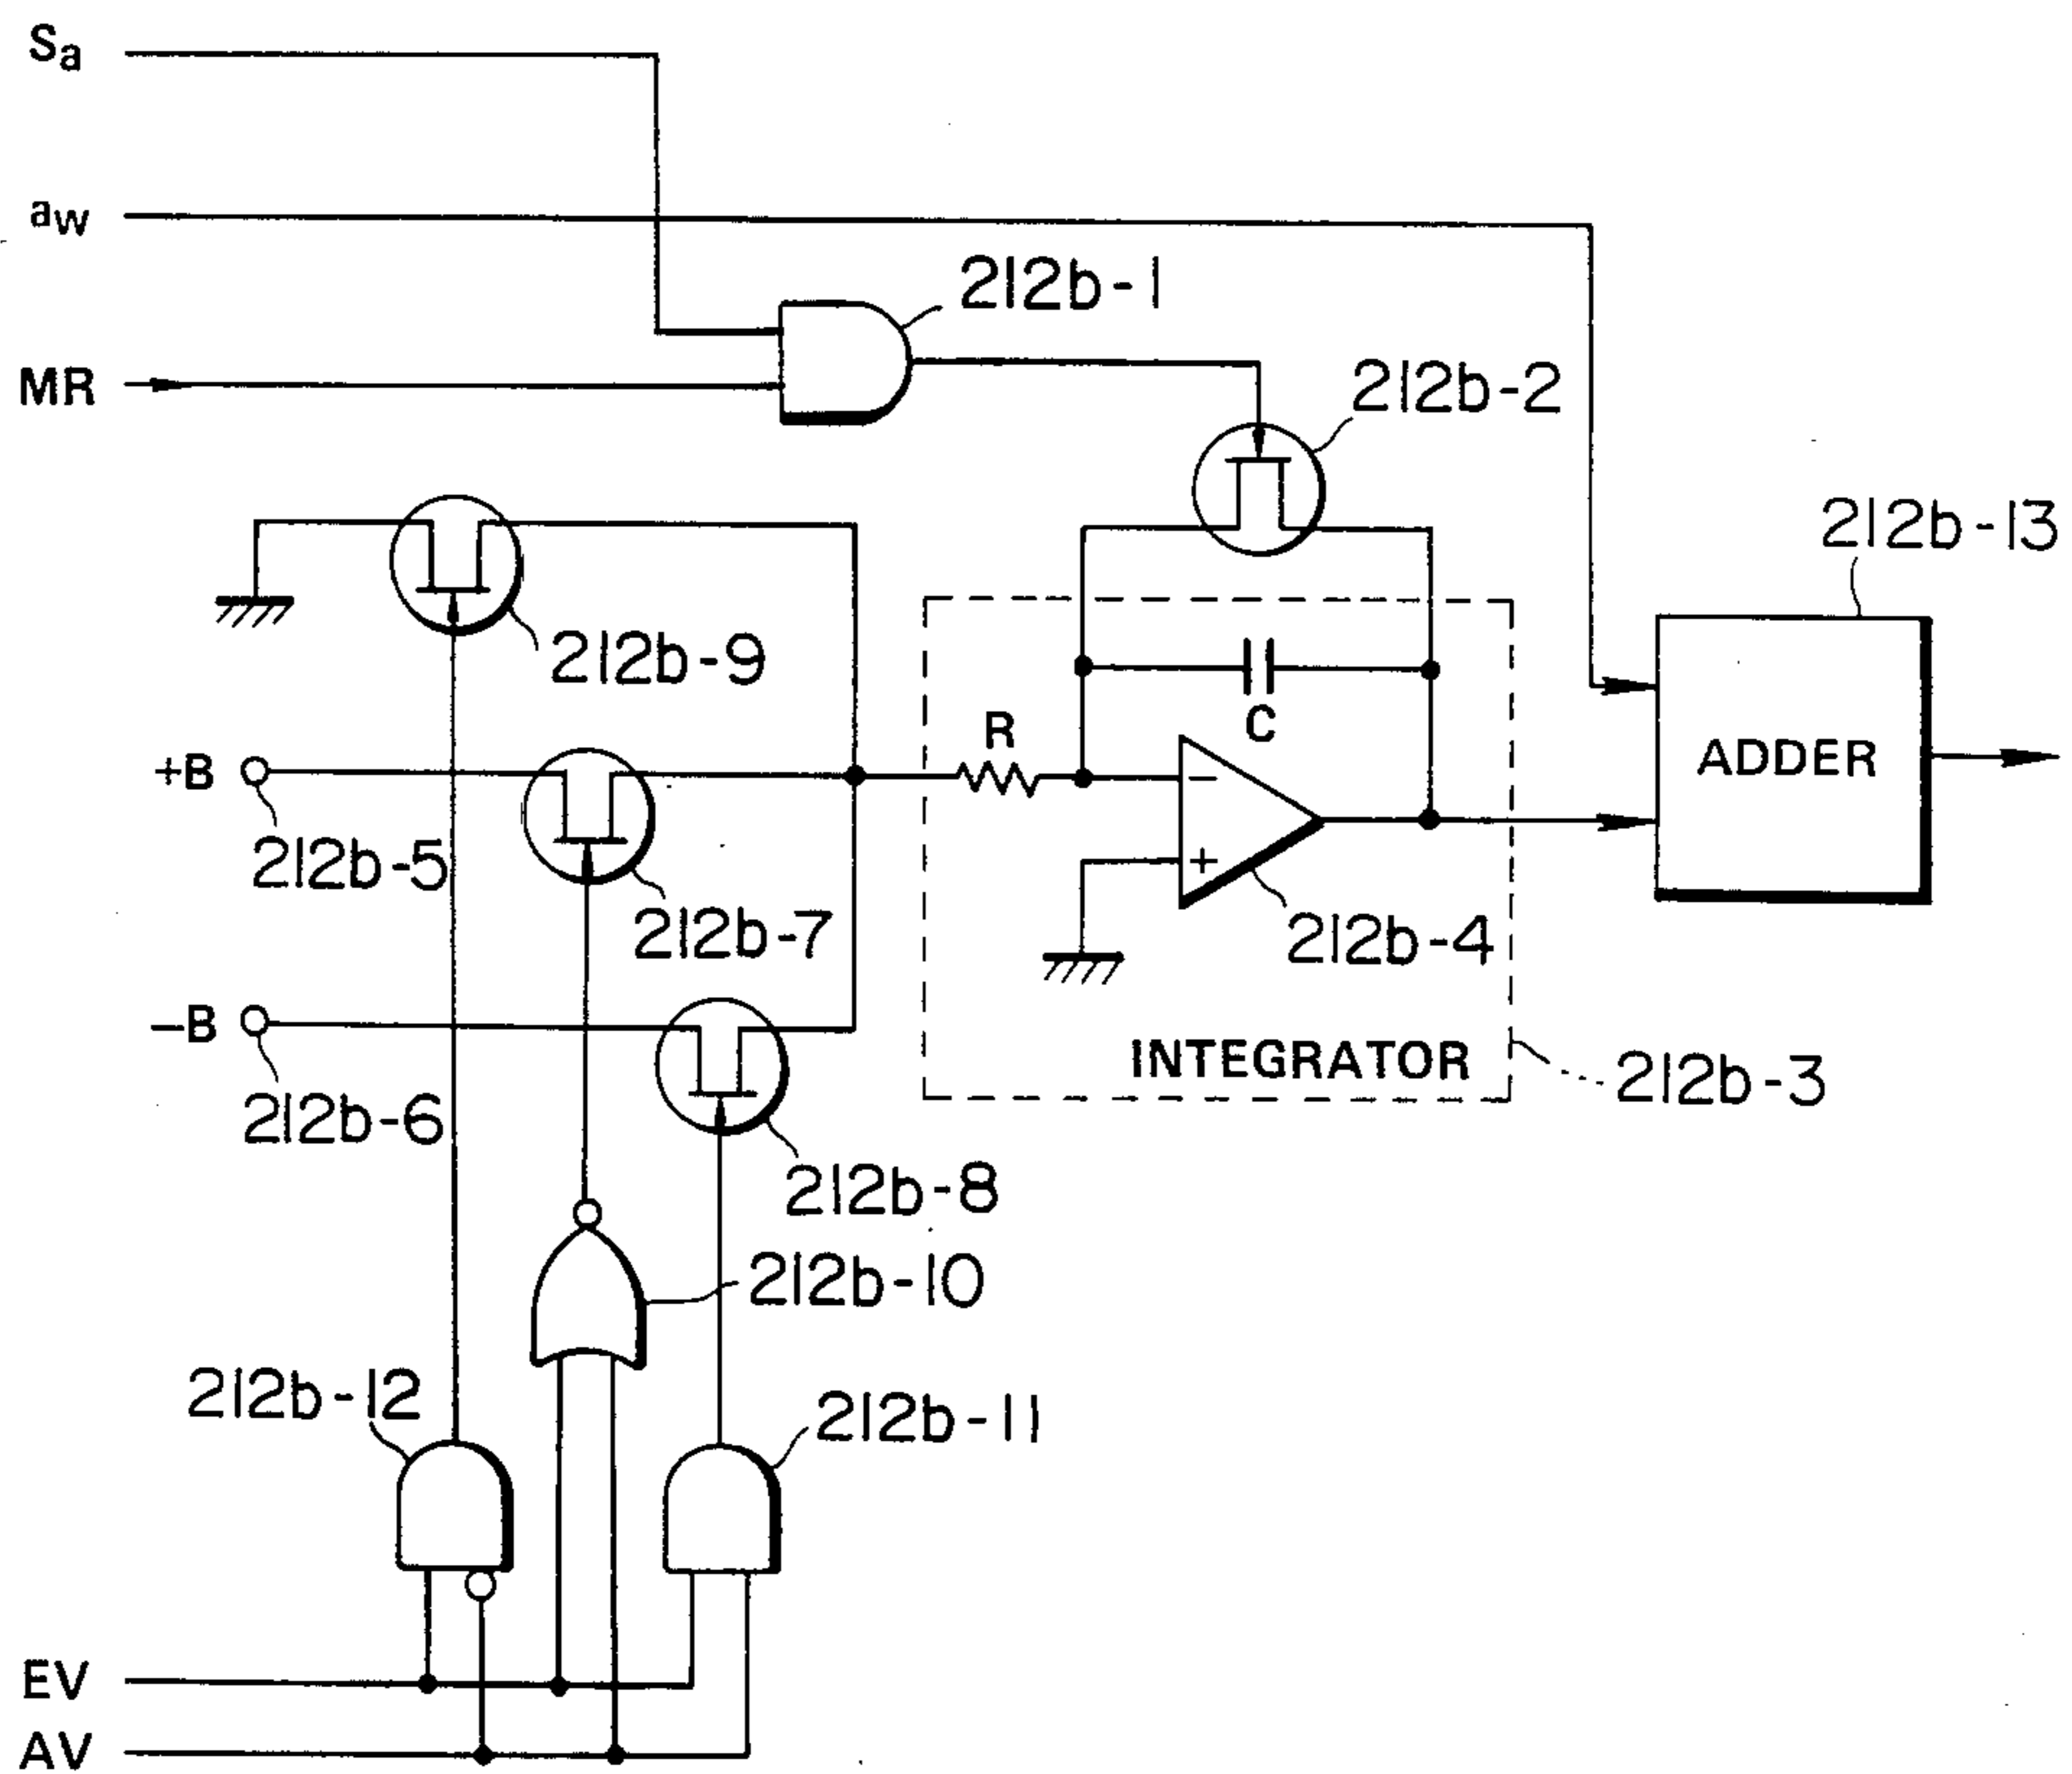 Sa
aw
212b-1
MR
212b-2
212b-13
212b-9
R
C
ADDER
+B
−
212b-5
+
212b-7
212b-4
−B
INTEGRATOR
212b-3
212b-6
212b-8
212b-10
212b-12
212b-11
EV
AV